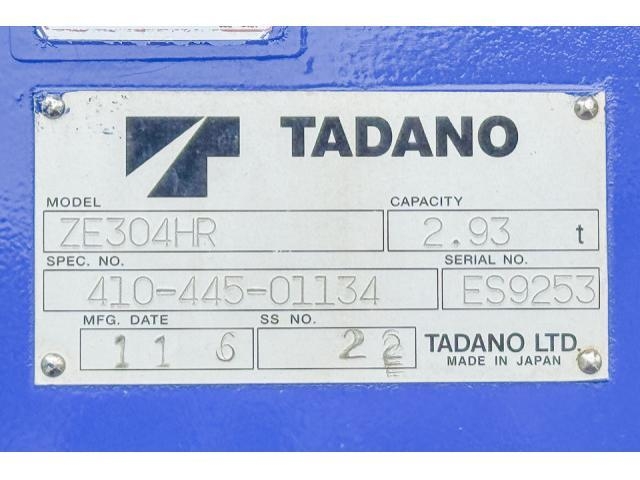 TADANO
MODEL CAPACITY
ZE304HR 2.93 t
SPEC. NO. SERIAL NO.
410-445-01134 ES9253
MFG. DATE SS NO.
11 6 22 TADANO LTD.
MADE IN JAPAN